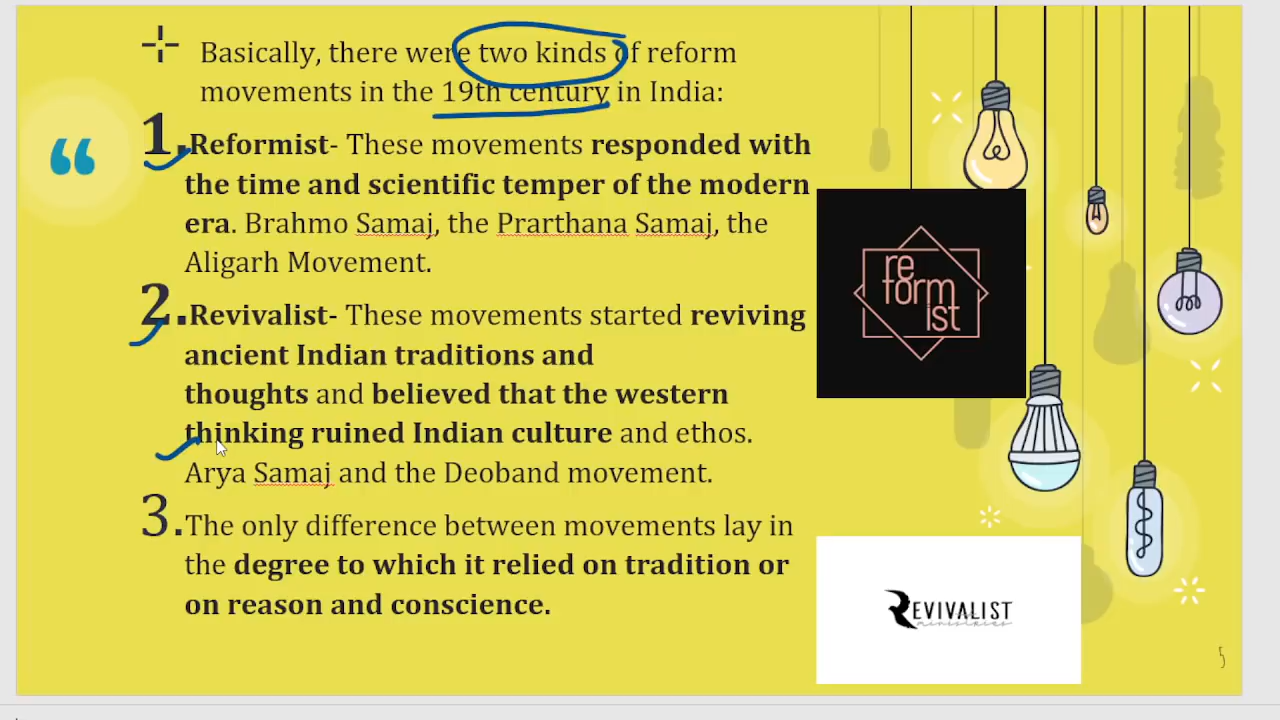 Basically, there were two kinds of reform
movements in the 19th century in India:
1. Reformist- These movements responded with
the time and scientific temper of the modern
era. Brahmo Samaj, the Prarthana Samaj, the
Aligarh Movement.
2. Revivalist- These movements started reviving
ancient Indian traditions and
thoughts and believed that the western
thinking ruined Indian culture and ethos.
Arya Samaj and the Deoband movement.
3. The only difference between movements lay in
the degree to which it relied on tradition or
on reason and conscience.
re
form
ist
REVIVALIST
ministries
5